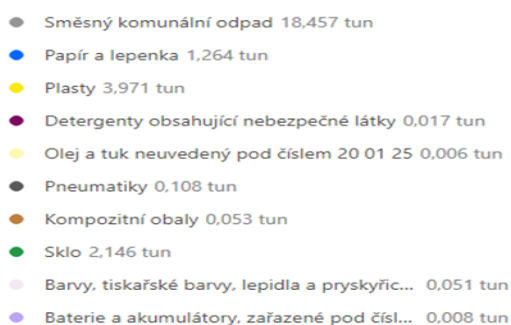 Směsný komunální odpad 18,457 tun
Papír a lepenka 1,264 tun
Plasty 3,971 tun
Detergenty obsahující nebezpečné látky 0,017 tun
Olej a tuk neuvedený pod číslem 20 01 25 0,006 tun
Pneumatiky 0,108 tun
Kompozitní obaly 0,053 tun
Sklo 2,146 tun
Barvy, tiskařské barvy, lepidla a pryskyřic... 0,051 tun
Baterie a akumulátory, zařazené pod čísl... 0,008 tun